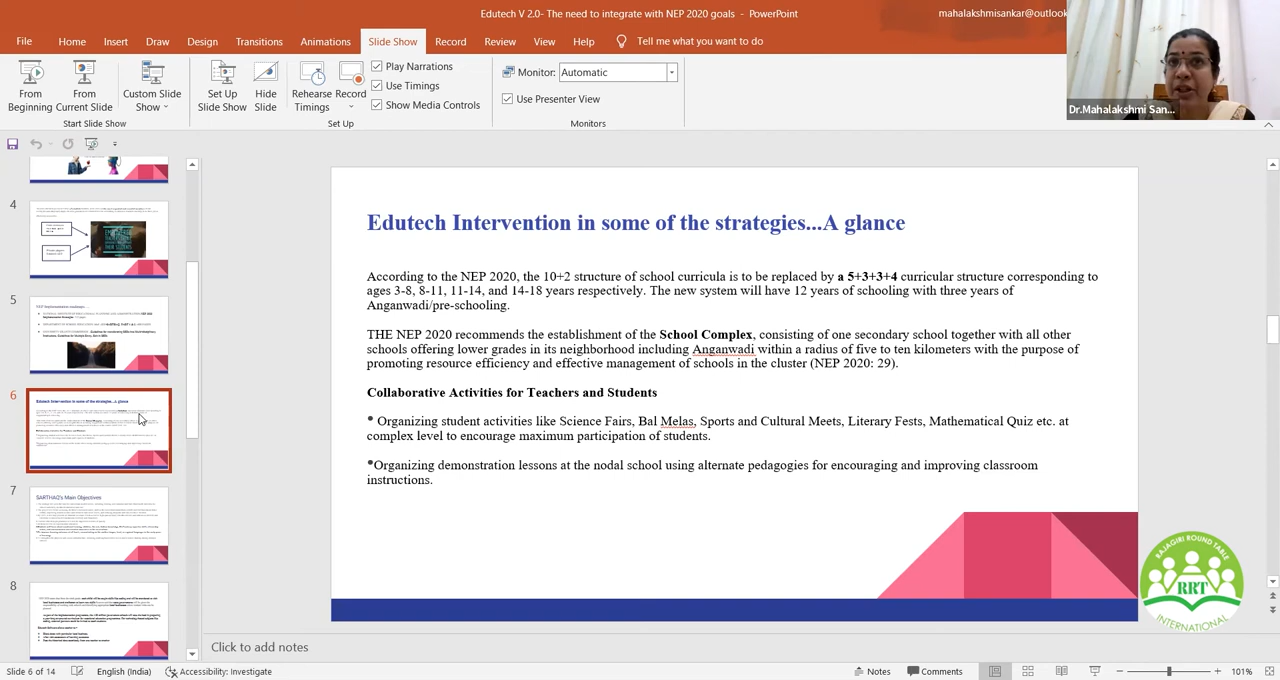 Edutech V 2.0- The need to integrate with NEP 2020 goals - PowerPoint
mahalakshmisankar@outlook
File Home Insert Draw Design Transitions Animations Slide Show Record Review View Help Tell me what you want to do
From Beginning
From Current Slide
Custom Slide Show
Set Up Slide Show
Hide Slide
Rehearse Timings
Record
Play Narrations
Use Timings
Show Media Controls
Monitor: Automatic
Use Presenter View
Start Slide Show
Set Up
Monitors
Dr.Mahalakshmi San...
4
5
6
7
SARTHAQ's Main Objectives
8
Edutech Intervention in some of the strategies...A glance
According to the NEP 2020, the 10+2 structure of school curricula is to be replaced by a 5+3+3+4 curricular structure corresponding to
ages 3-8, 8-11, 11-14, and 14-18 years respectively. The new system will have 12 years of schooling with three years of
Anganwadi/pre-schooling.
THE NEP 2020 recommends the establishment of the School Complex, consisting of one secondary school together with all other
schools offering lower grades in its neighborhood including Anganwadi within a radius of five to ten kilometers with the purpose of
promoting resource efficiency and effective management of schools in the cluster (NEP 2020: 29).
Collaborative Activities for Teachers and Students
• Organizing student activities like Science Fairs, Bal Melas, Sports and Cultural Meets, Literary Fests, Mathematical Quiz etc. at
complex level to encourage maximum participation of students.
•Organizing demonstration lessons at the nodal school using alternate pedagogies for encouraging and improving classroom
instructions.
RAJAGIRI ROUND TABLE
RRT
INTERNATIONAL
Click to add notes
Slide 6 of 14 English (India) Accessibility: Investigate Notes Comments 101%